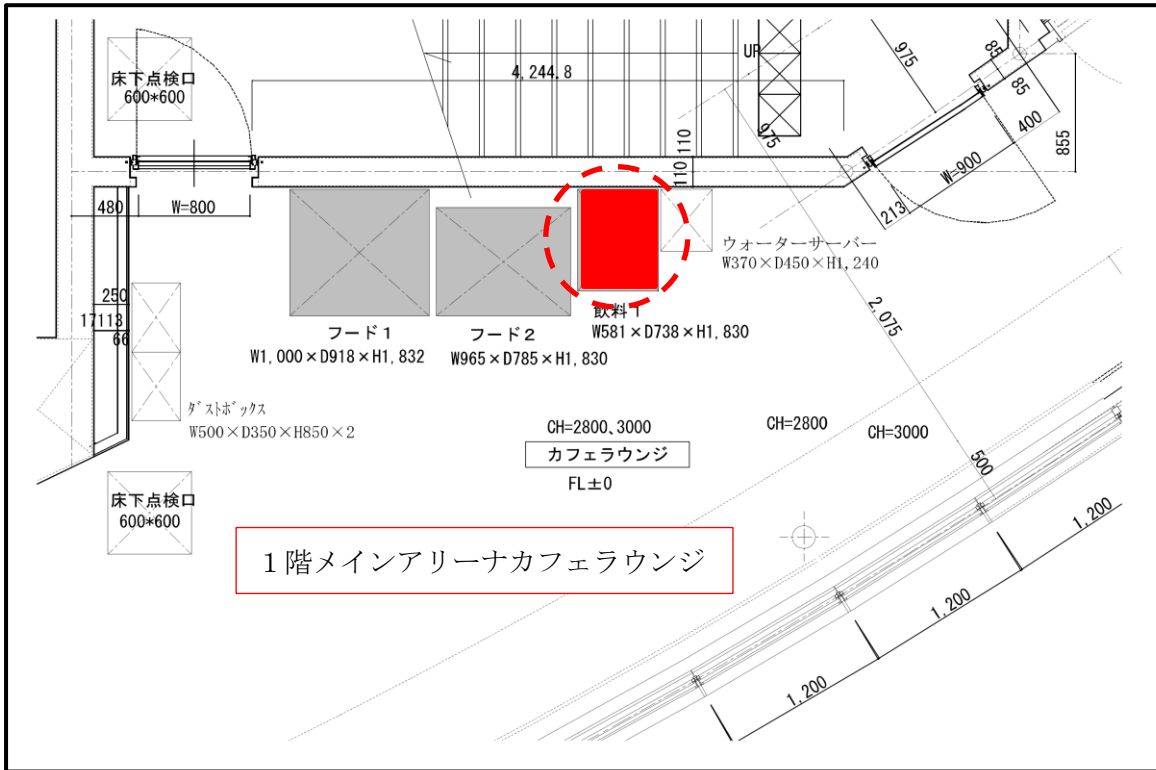 床下点検口
600*600
UP
4,244.8
975
975
85
85
400
855
110
110
480
W=800
W=900
213
ウォーターサーバー
W370×D450×H1,240
250
17113
66
フード1
W1,000×D918×H1,832
フード2
W965×D785×H1,830
飲料1
W581×D738×H1,830
2,075
ダストボックス
W500×D350×H850×2
CH=2800、3000
カフェラウンジ
FL±0
CH=2800
CH=3000
500
床下点検口
600*600
1階メインアリーナカフェラウンジ
1,200
1,200
1,200